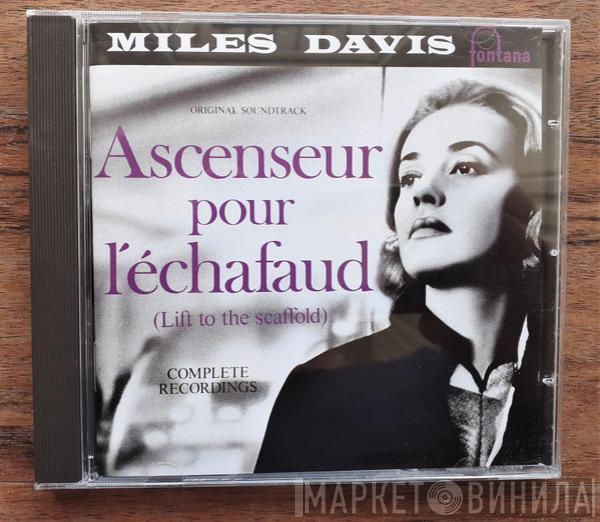 MILES DAVIS
fontana
ORIGINAL SOUNDTRACK
Ascenseur
pour
l'échafaud
(Lift to the scaffold)
COMPLETE
RECORDINGS
МАРКЕТ ВИНИЛА